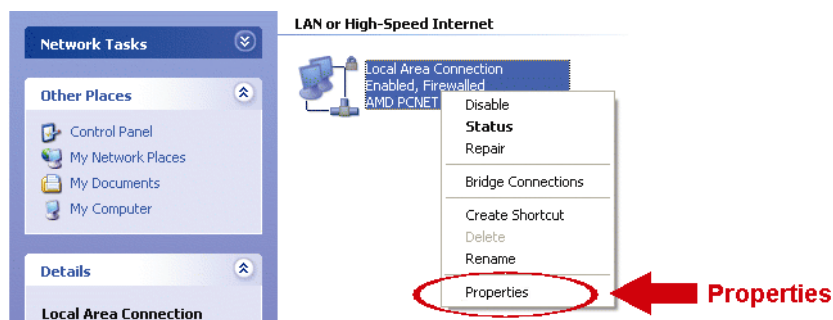 Network Tasks
Other Places
Control Panel
My Network Places
My Documents
My Computer
Details
Local Area Connection
LAN or High-Speed Internet
Local Area Connection
Enabled, Firewalled
AMD PCNET
Disable
Status
Repair
Bridge Connections
Create Shortcut
Delete
Rename
Properties
Properties